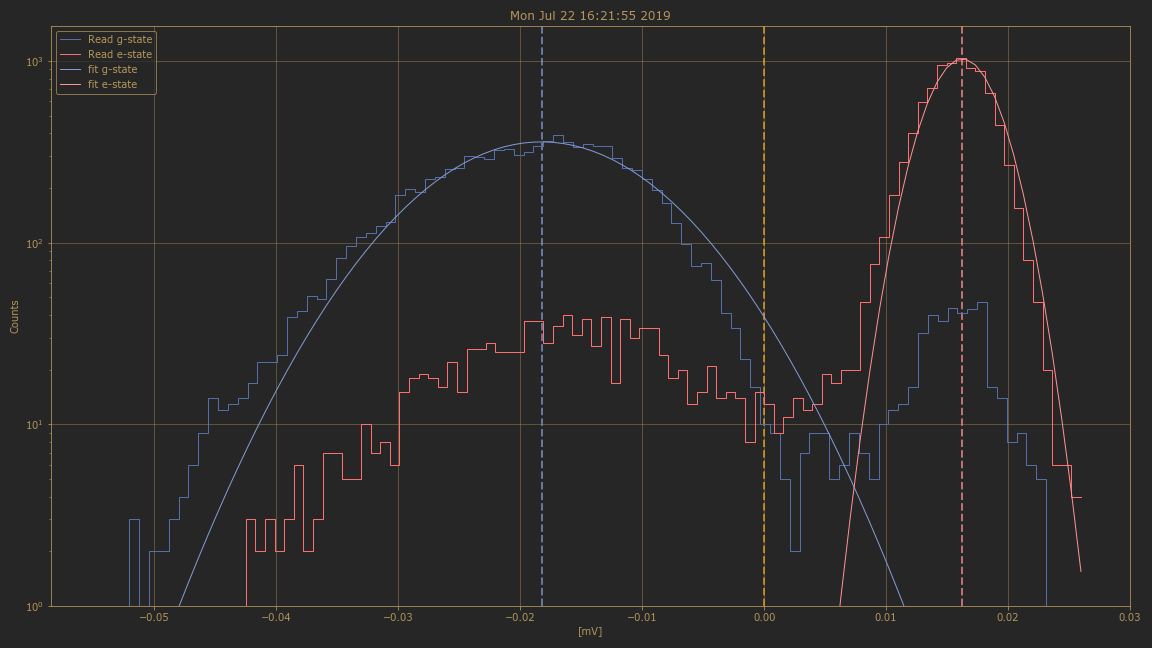 Mon Jul 22 16:21:55 2019
Read g-state
Read e-state
fit g-state
fit e-state
Counts
10³
10²
10¹
10⁰
−0.05 −0.04 −0.03 −0.02 −0.01 0.00 0.01 0.02 0.03
[mV]